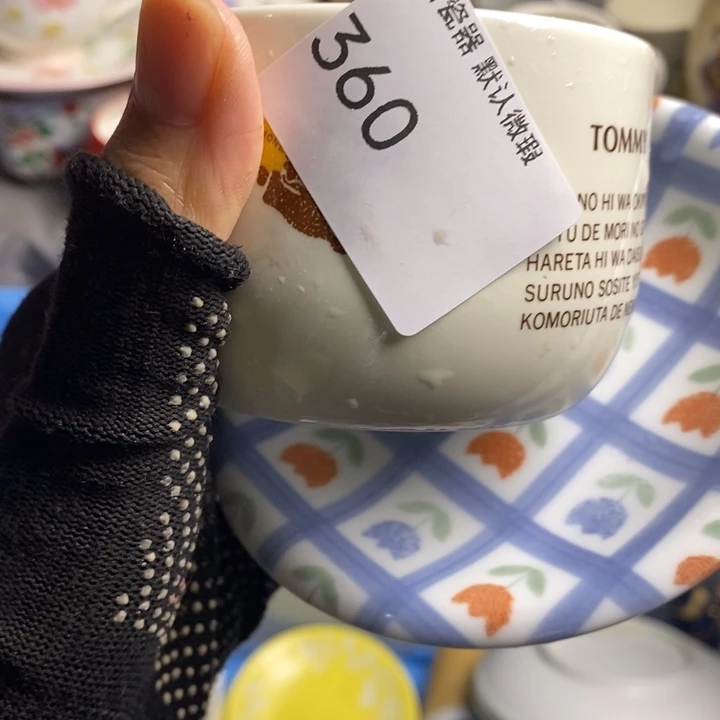 瓷器 默认微瑕
360
TOMMY
NO HI WA
DE MORI NO
HARETA HI WA
SURUNO SOSITE
KOMORIUTA DE